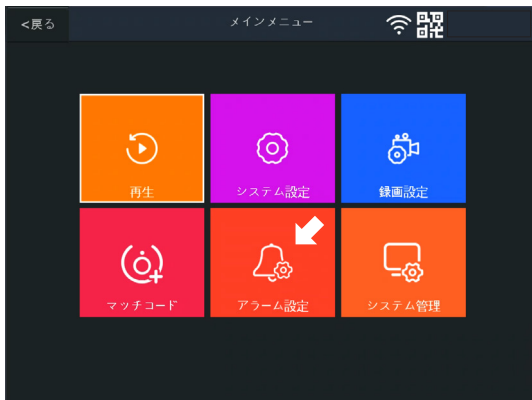 <戻る
メインメニュー
再生
システム設定
録画設定
マッチコード
アラーム設定
システム管理